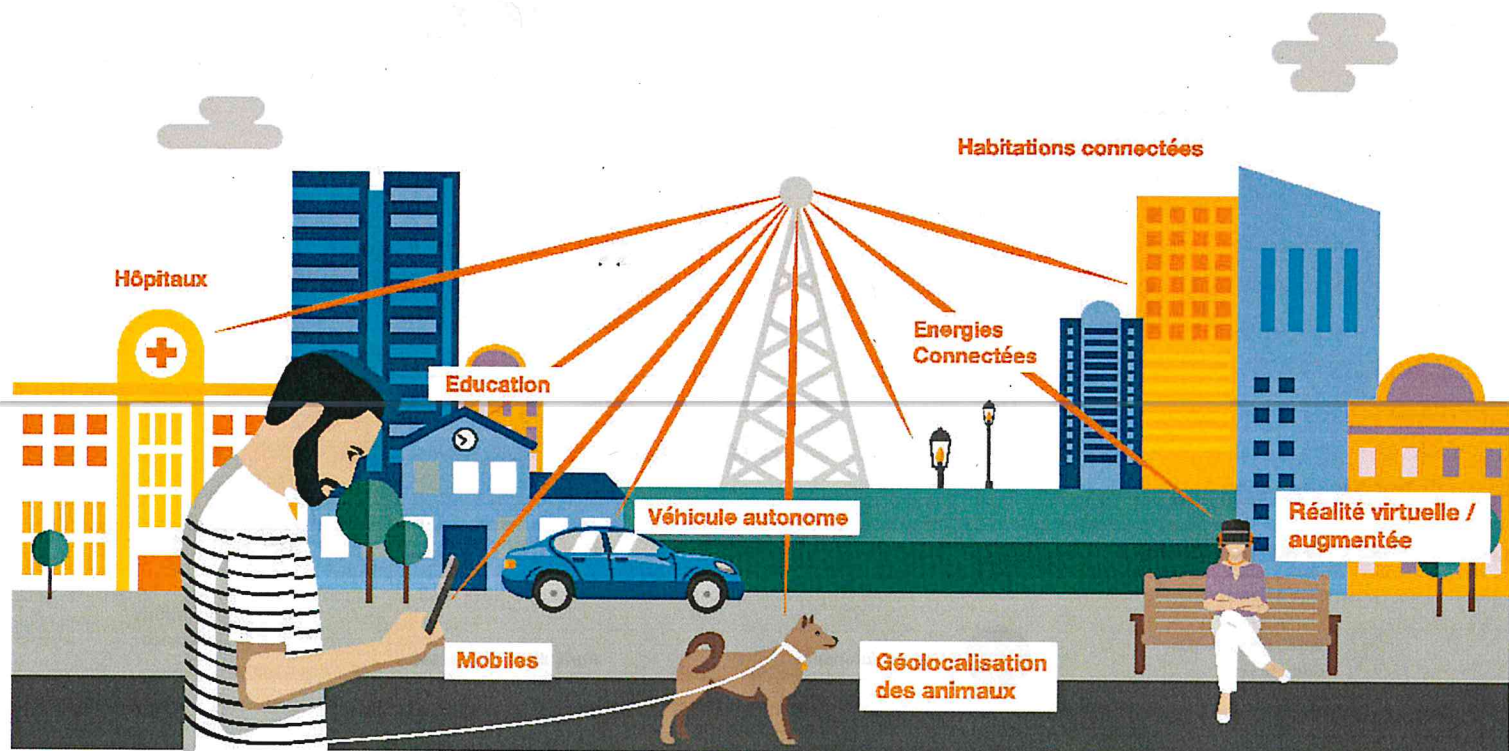 Habitations connectées
Hôpitaux
Energies
Connectées
Education
Véhicule autonome
Réalité virtuelle /
augmentée
Mobiles
Géolocalisation
des animaux